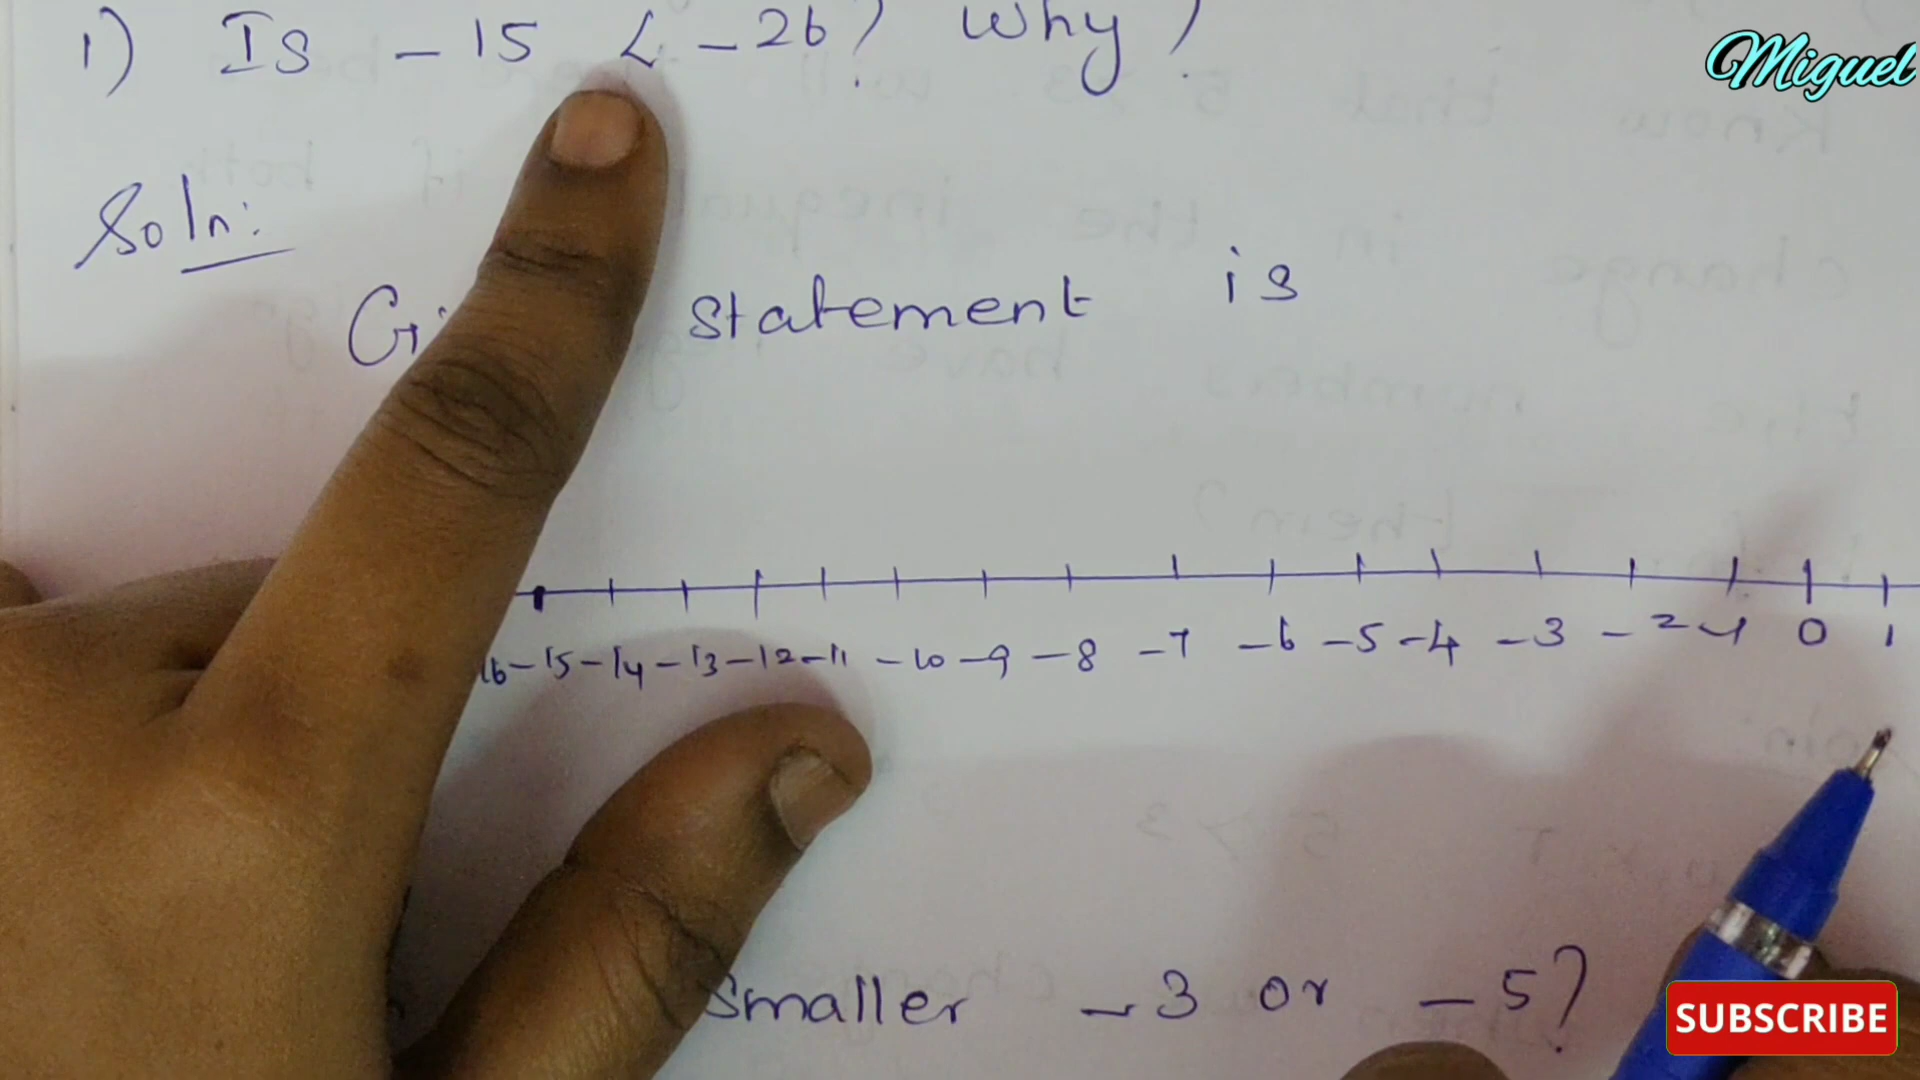 1) Is -15 < -26? Why?
Miguel
Soln:
statement is
-15 -14 -13 -12 -11 -10 -9 -8 -7 -6 -5 -4 -3 -2 -1 0 1
smaller -3 or -5?
SUBSCRIBE